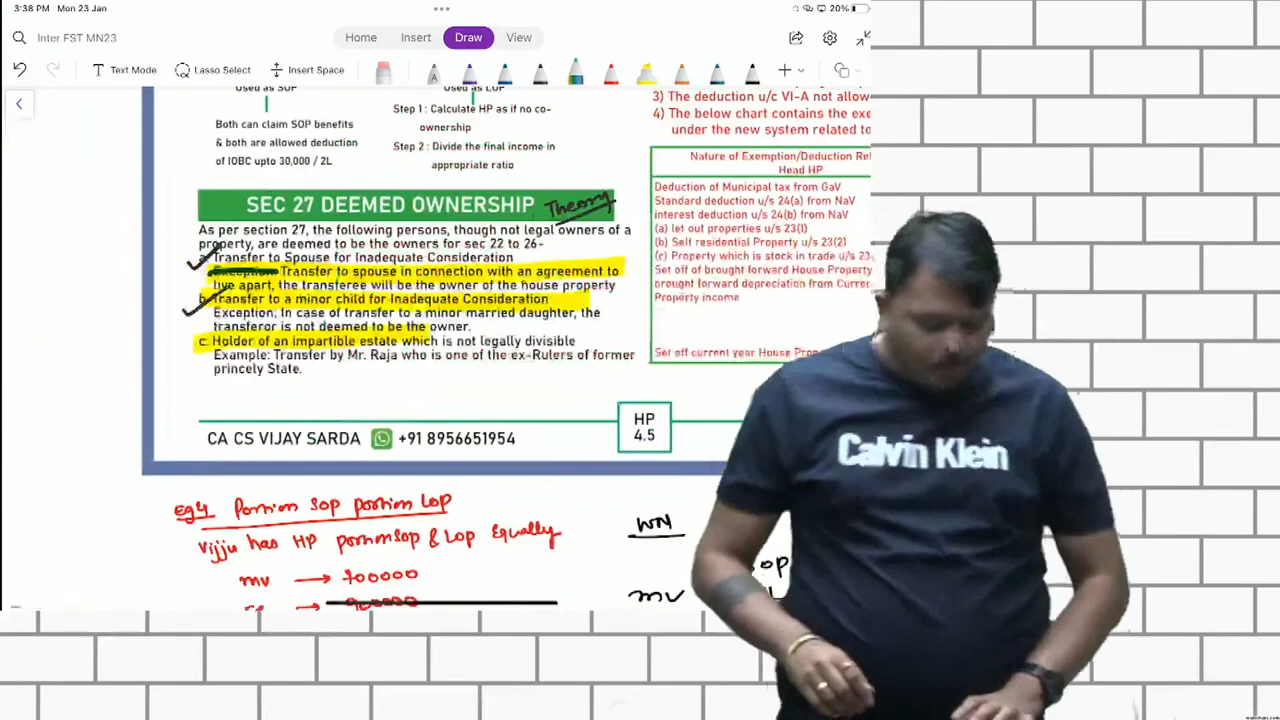 3:38 PM Mon 23 Jan
20%
Inter FST MN23
Home Insert Draw View
Text Mode Lasso Select Insert Space
Used as SOP
Used as LOP
Both can claim SOP benefits
& both are allowed deduction
of IOBC upto 30,000 / 2L
Step 1 : Calculate HP as if no co-
ownership
Step 2 : Divide the final income in
appropriate ratio
3) The deduction u/c VI-A not allow
4) The below chart contains the exe
under the new system related to
Nature of Exemption/Deduction Rel
Head HP
Deduction of Municipal tax from GaV
Standard deduction u/s 24(a) from NaV
interest deduction u/s 24(b) from NaV
(a) let out properties u/s 23(1)
(b) Self residential Property u/s 23(2)
(c) Property which is stock in trade u/s 23
Set off of brought forward House Property
brought forward depreciation from Curren
Property income
Set off current year House Prop
SEC 27 DEEMED OWNERSHIP Theory
As per section 27, the following persons, though not legal owners of a
property, are deemed to be the owners for sec 22 to 26-
a. Transfer to Spouse for Inadequate Consideration
Exception: Transfer to spouse in connection with an agreement to
live apart, the transferee will be the owner of the house property
b. Transfer to a minor child for Inadequate Consideration
Exception: In case of transfer to a minor married daughter, the
transferor is not deemed to be the owner.
c. Holder of an impartible estate which is not legally divisible
Example: Transfer by Mr. Raja who is one of the ex-Rulers of former
princely State.
CA CS VIJAY SARDA +91 8956651954
HP
4.5
Eg4 Portion SOP portion LOP
Vijju has HP portion SOP & LOP Equally
mv → 700000
WN
OP
mv
Calvin Klein